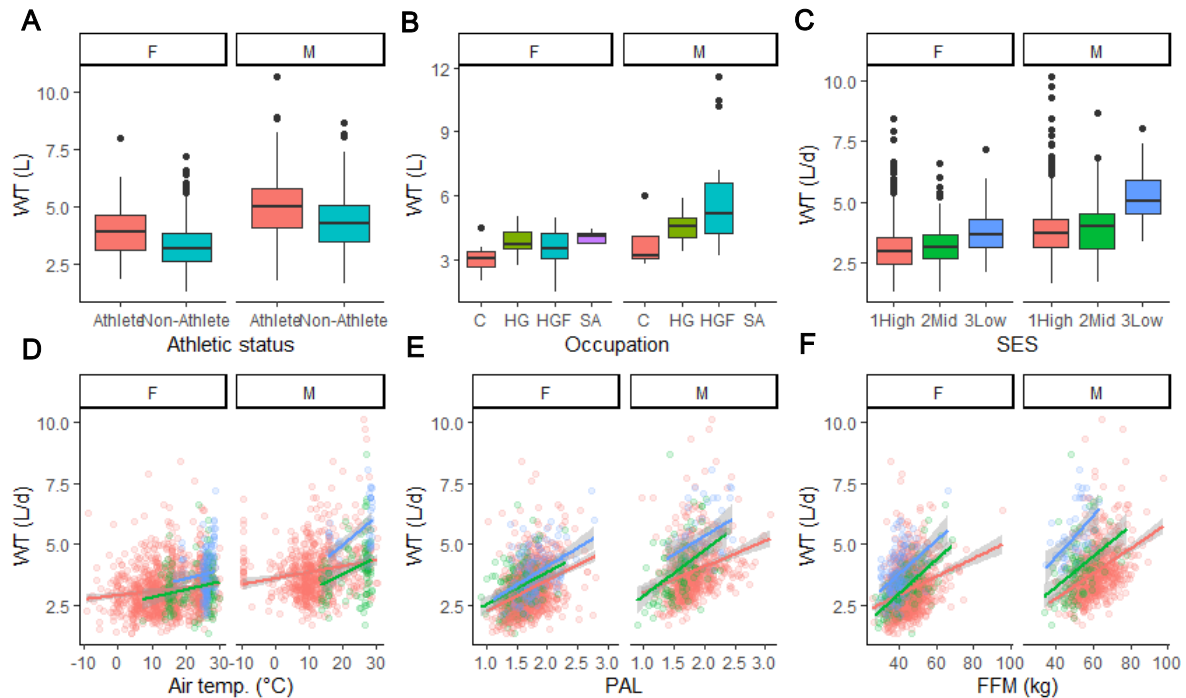 A
F M
WT (L)
10.0
7.5
5.0
2.5
Athlete Non-Athlete Athlete Non-Athlete
Athletic status
B
F M
WT (L)
12
9
6
3
C HG HGF SA C HG HGF SA
Occupation
C
F M
WT (L/d)
10.0
7.5
5.0
2.5
1High 2Mid 3Low 1High 2Mid 3Low
SES
D
F M
WT (L/d)
10.0
7.5
5.0
2.5
-10 0 10 20 30 -10 0 10 20 30
Air temp. (°C)
E
F M
WT (L/d)
10.0
7.5
5.0
2.5
1.0 1.5 2.0 2.5 3.0 1.0 1.5 2.0 2.5 3.0
PAL
F
F M
WT (L/d)
10.0
7.5
5.0
2.5
40 60 80 100 40 60 80 100
FFM (kg)